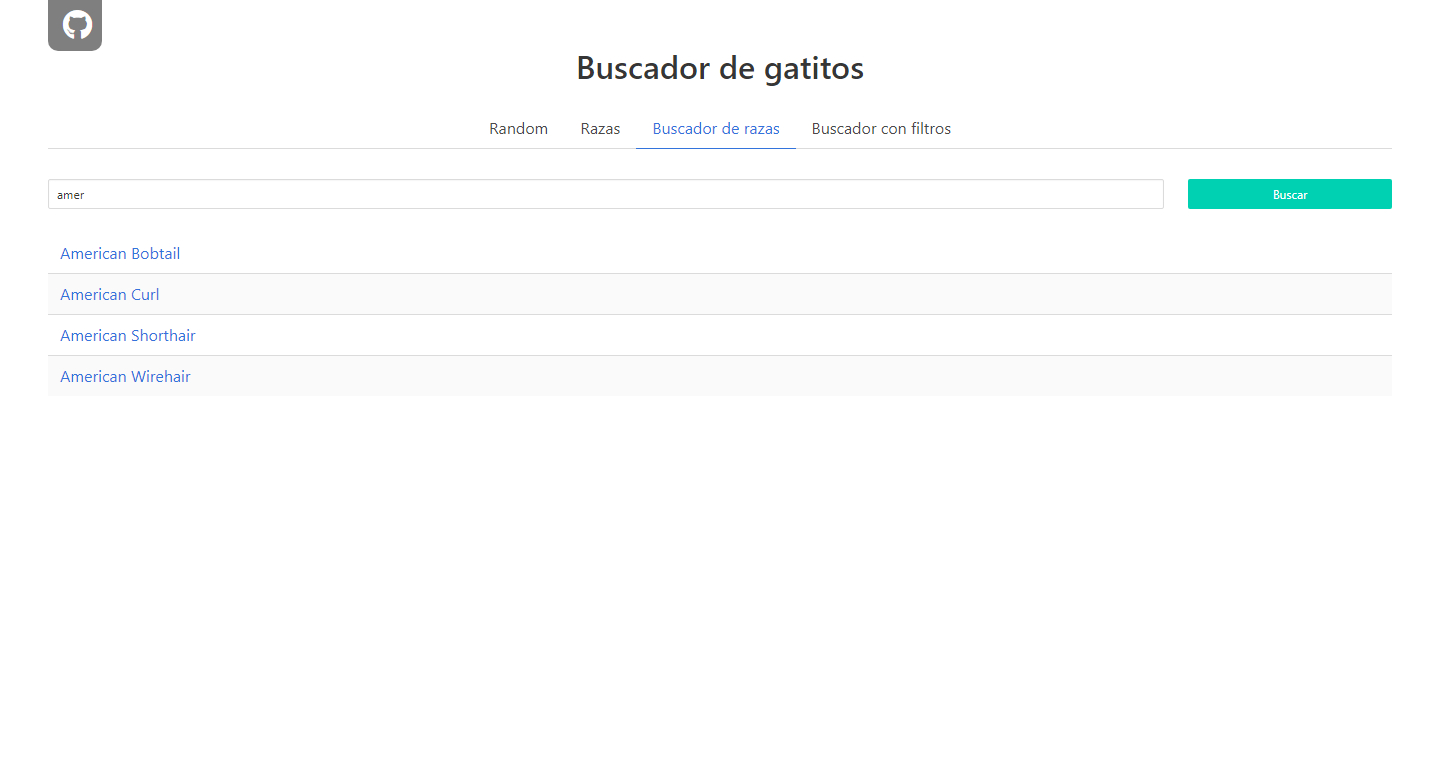 Buscador de gatitos
Random Razas Buscador de razas Buscador con filtros
amer Buscar
American Bobtail
American Curl
American Shorthair
American Wirehair